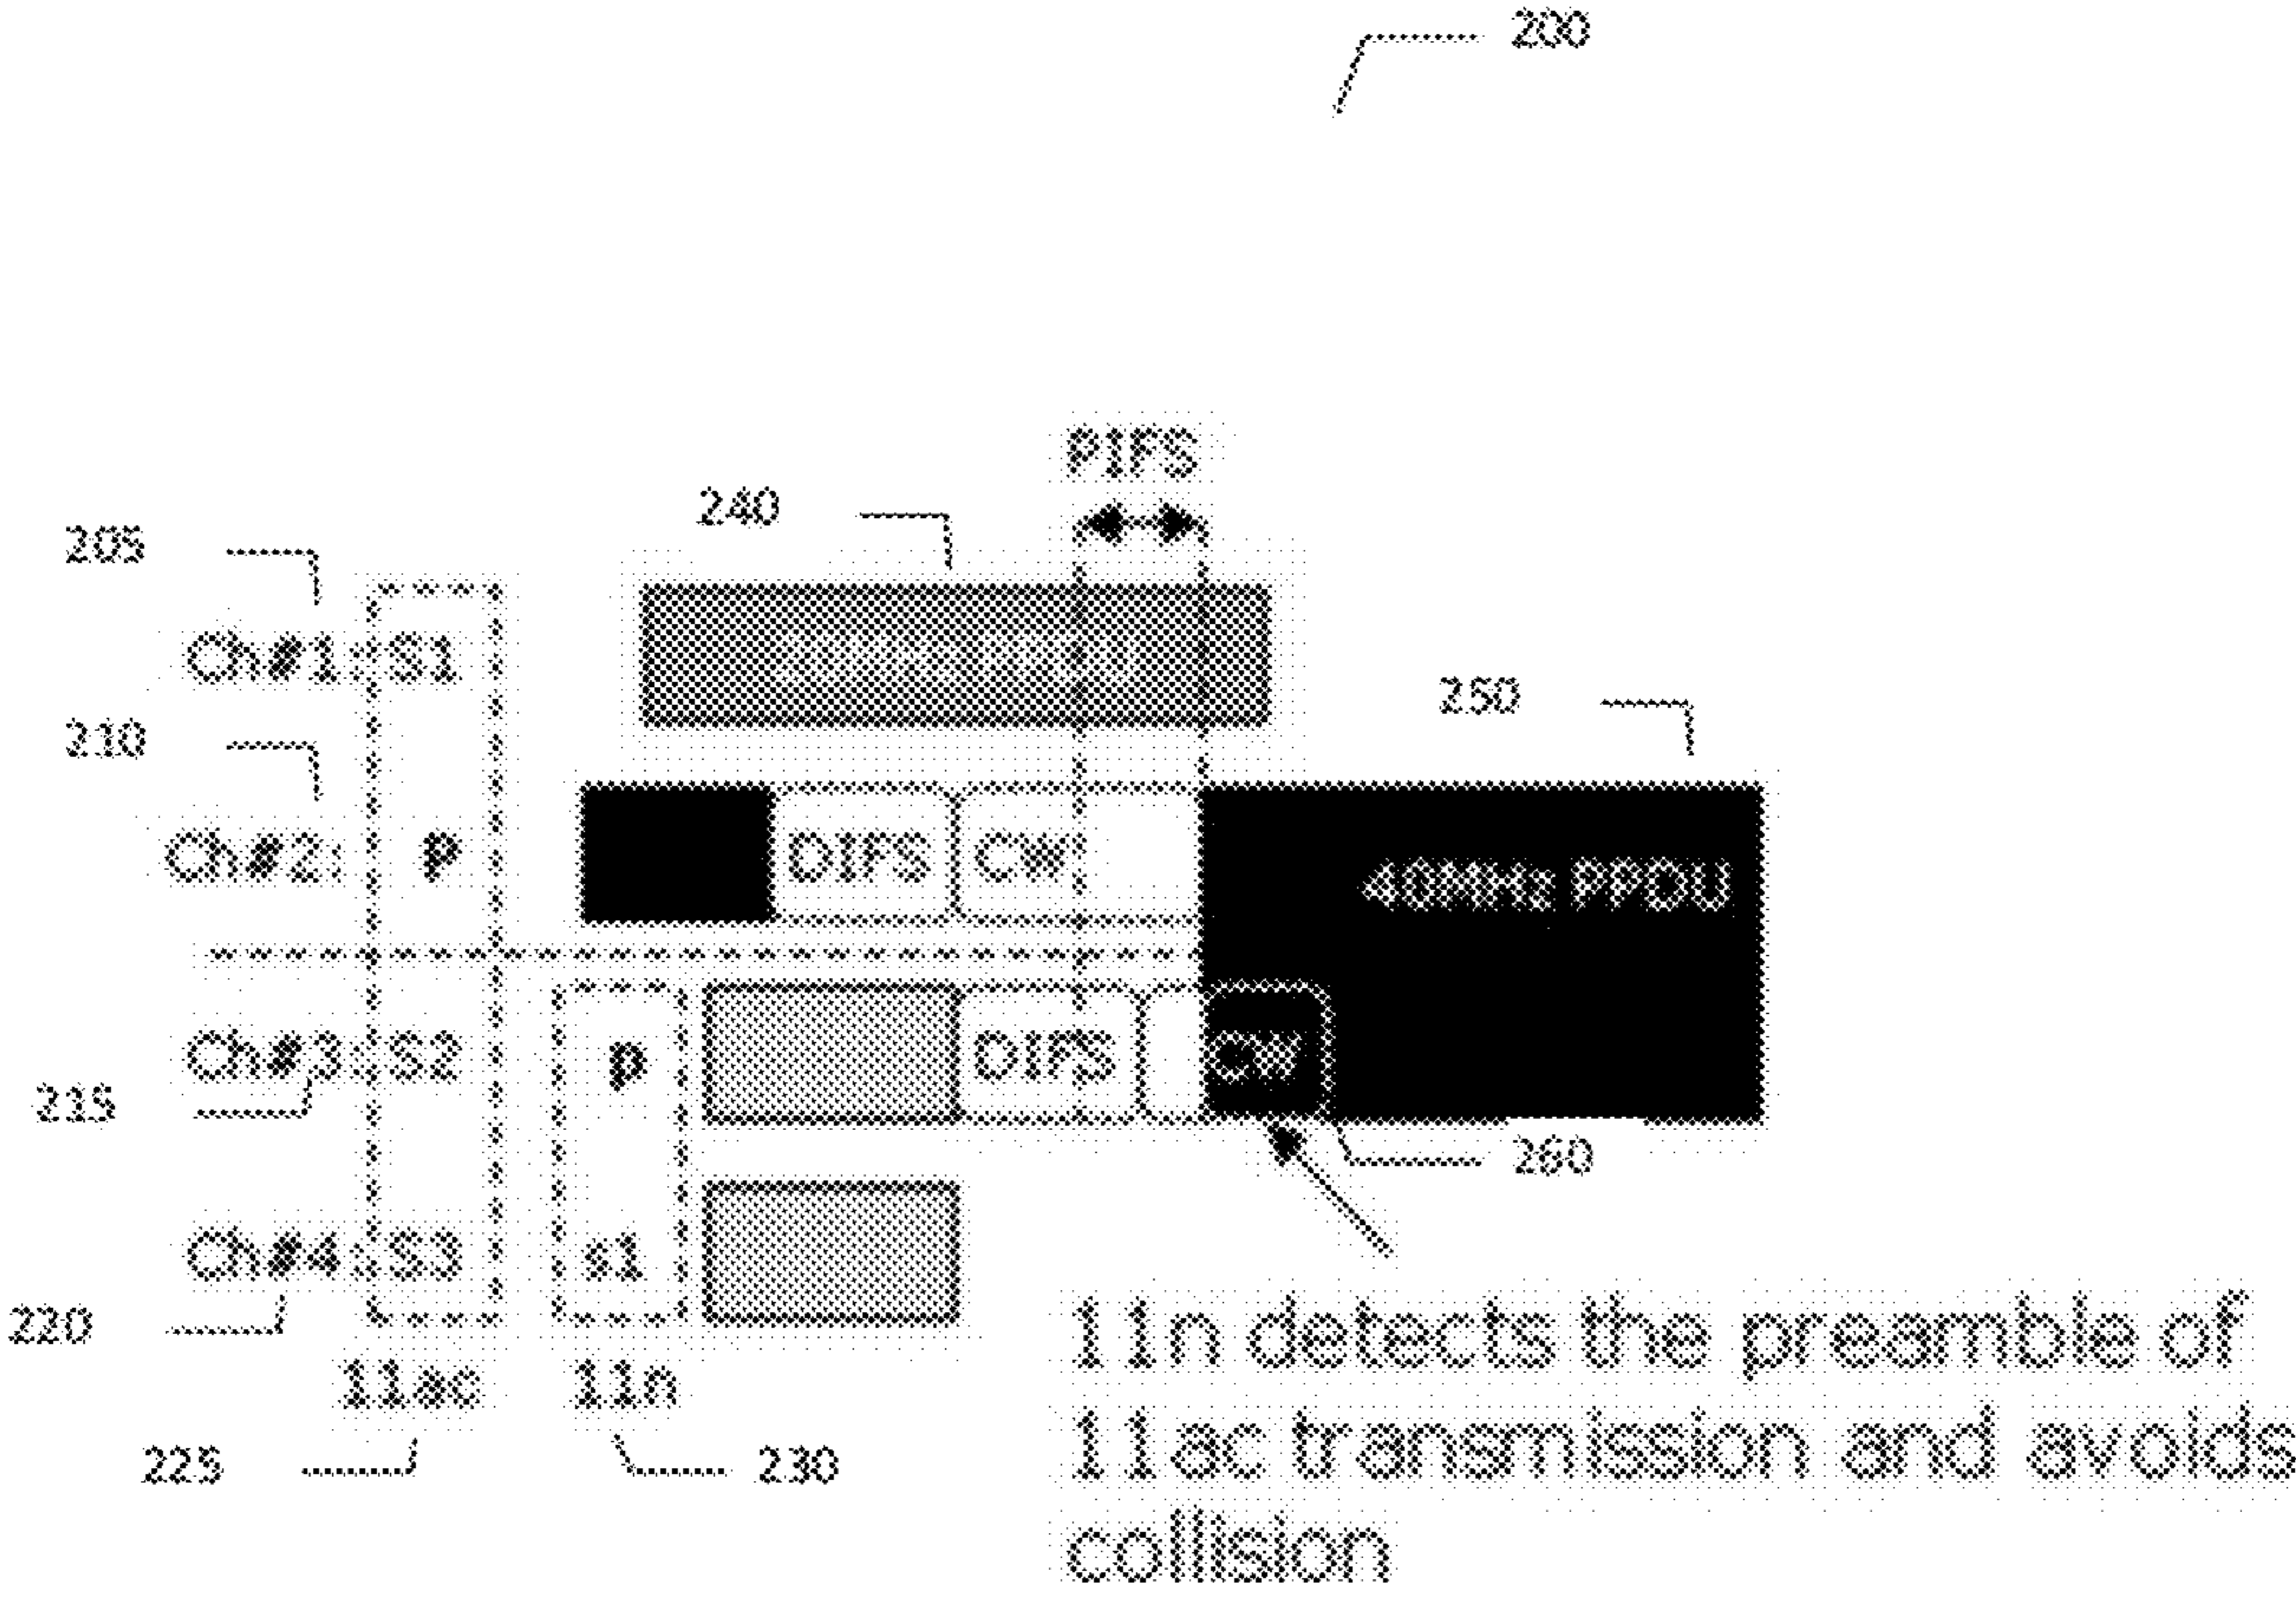 200
PIFS
240
205
Ch#1: S1
250
210
Ch#2: P DIFS CW
40MHz PPDU
Ch#3: S2 p DIFS CW
215
260
Ch#4: S3 s1
220
11ac 11n
225 230
11n detects the preamble of
11ac transmission and avoids
collision